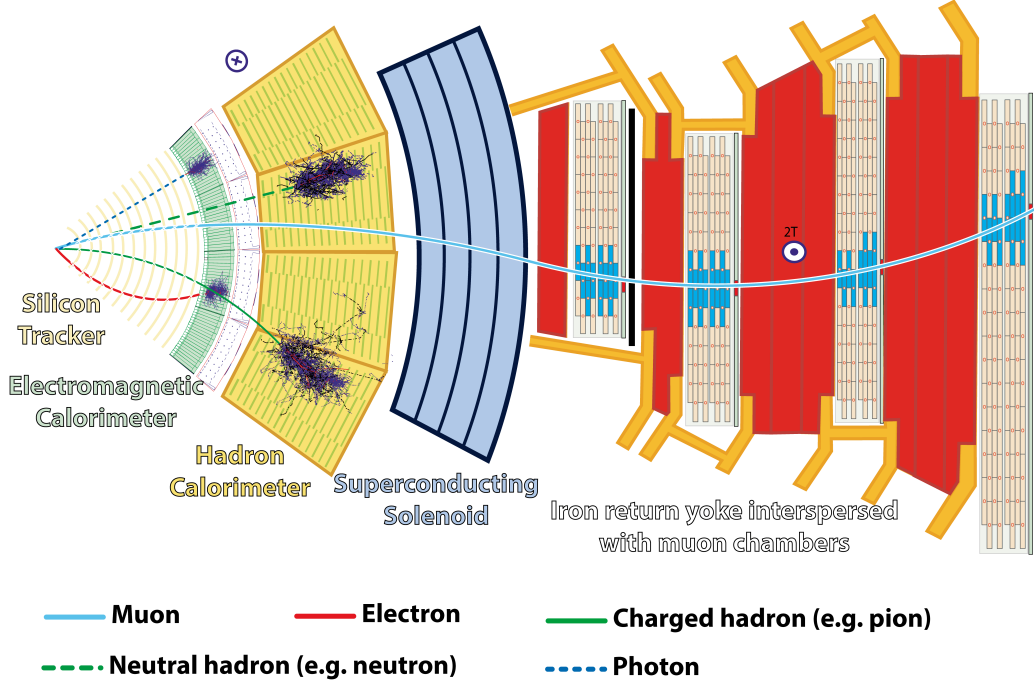 2T
Silicon
Tracker
Electromagnetic
Calorimeter
Hadron
Calorimeter
Superconducting
Solenoid
Iron return yoke interspersed
with muon chambers
Muon
Electron
Charged hadron (e.g. pion)
Neutral hadron (e.g. neutron)
Photon